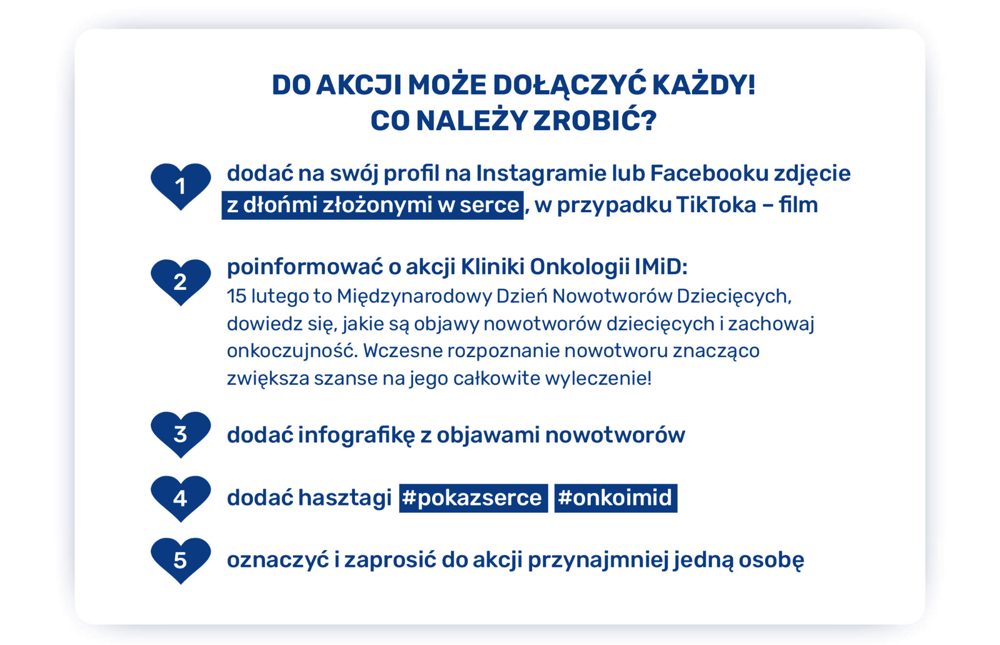 DO AKCJI MOŻE DOŁĄCZYĆ KAŻDY!
CO NALEŻY ZROBIĆ?
1 dodać na swój profil na Instagramie lub Facebooku zdjęcie
z dłońmi złożonymi w serce, w przypadku TikToka – film
2 poinformować o akcji Kliniki Onkologii IMiD:
15 lutego to Międzynarodowy Dzień Nowotworów Dziecięcych,
dowiedz się, jakie są objawy nowotworów dziecięcych i zachowaj
onkoczujność. Wczesne rozpoznanie nowotworu znacząco
zwiększa szanse na jego całkowite wyleczenie!
3 dodać infografikę z objawami nowotworów
4 dodać hasztagi #pokazserce #onkoimid
5 oznaczyć i zaprosić do akcji przynajmniej jedną osobę